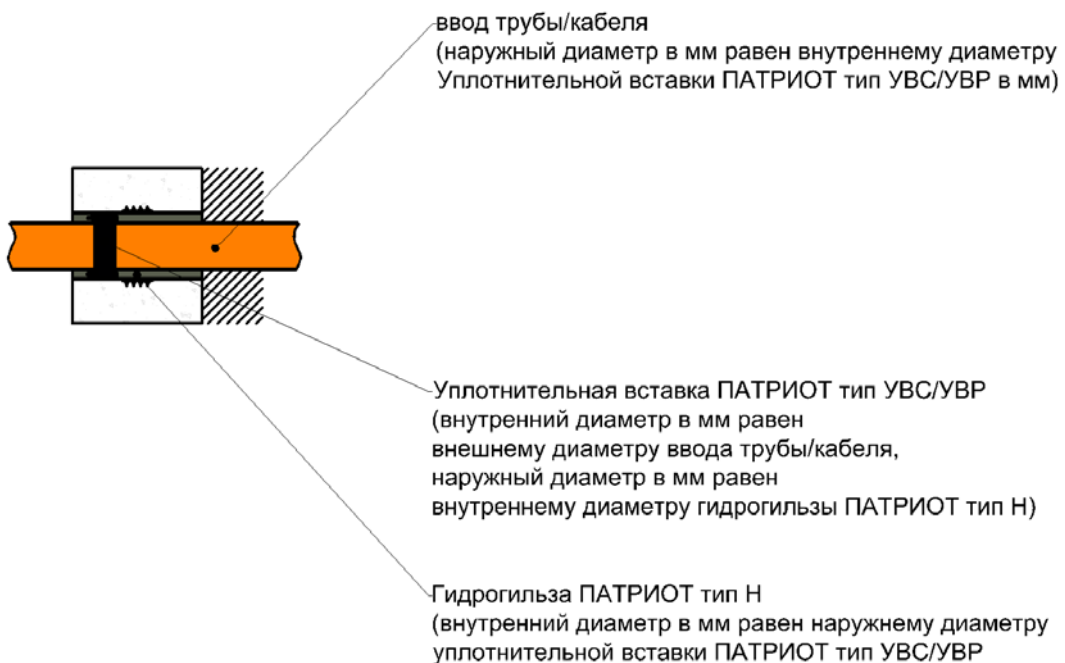 ввод трубы/кабеля
(наружный диаметр в мм равен внутреннему диаметру
Уплотнительной вставки ПАТРИОТ тип УВС/УВР в мм)
Уплотнительная вставка ПАТРИОТ тип УВС/УВР
(внутренний диаметр в мм равен
внешнему диаметру ввода трубы/кабеля,
наружный диаметр в мм равен
внутреннему диаметру гидрогильзы ПАТРИОТ тип Н)
Гидрогильза ПАТРИОТ тип Н
(внутренний диаметр в мм равен наружнему диаметру
уплотнительной вставки ПАТРИОТ тип УВС/УВР